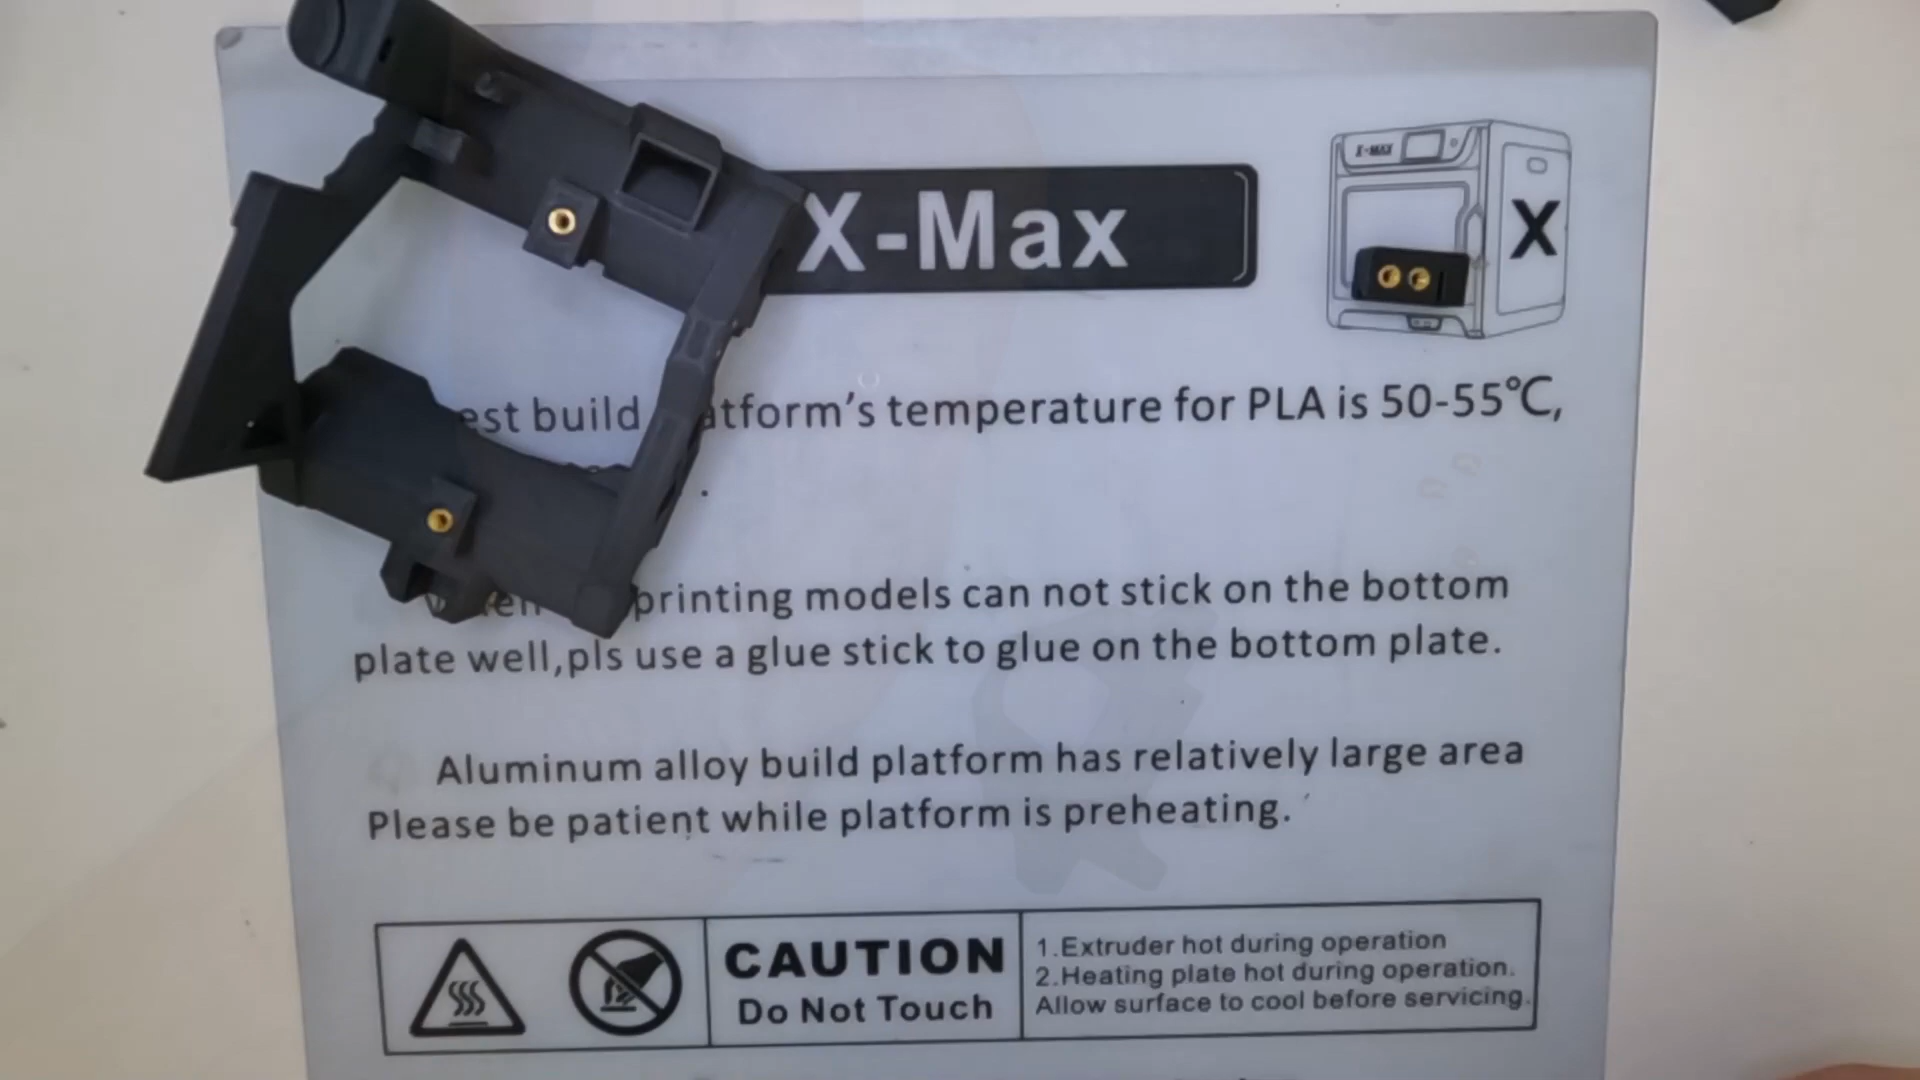 X-Max
X-MAX
X
build temperature for PLA is 50-55℃,
printing models can not stick on the bottom
plate well,pls use a glue stick to glue on the bottom plate.
Aluminum alloy build platform has relatively large area
Please be patient while platform is preheating.
CAUTION
Do Not Touch
1.Extruder hot during operation
2.Heating plate hot during operation.
Allow surface to cool before servicing.